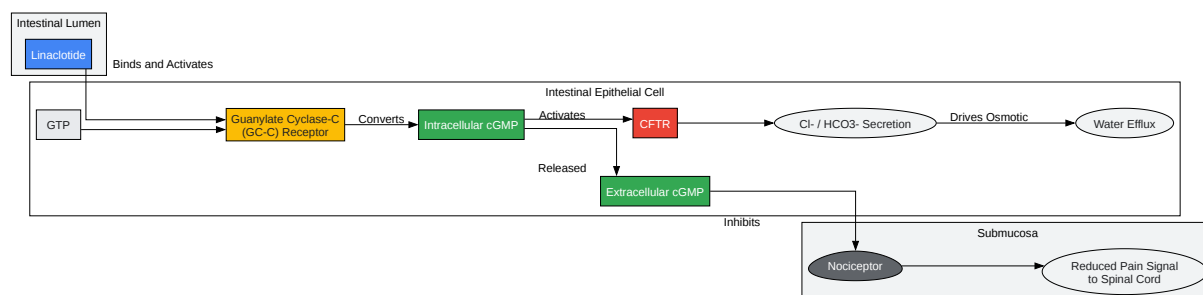 Intestinal Lumen
Linaclotide
Binds and Activates
Intestinal Epithelial Cell
GTP
Guanylate Cyclase-C
(GC-C) Receptor
Converts
Intracellular cGMP
Activates
CFTR
Cl- / HCO3- Secretion
Drives Osmotic
Water Efflux
Released
Extracellular cGMP
Inhibits
Submucosa
Nociceptor
Reduced Pain Signal
to Spinal Cord